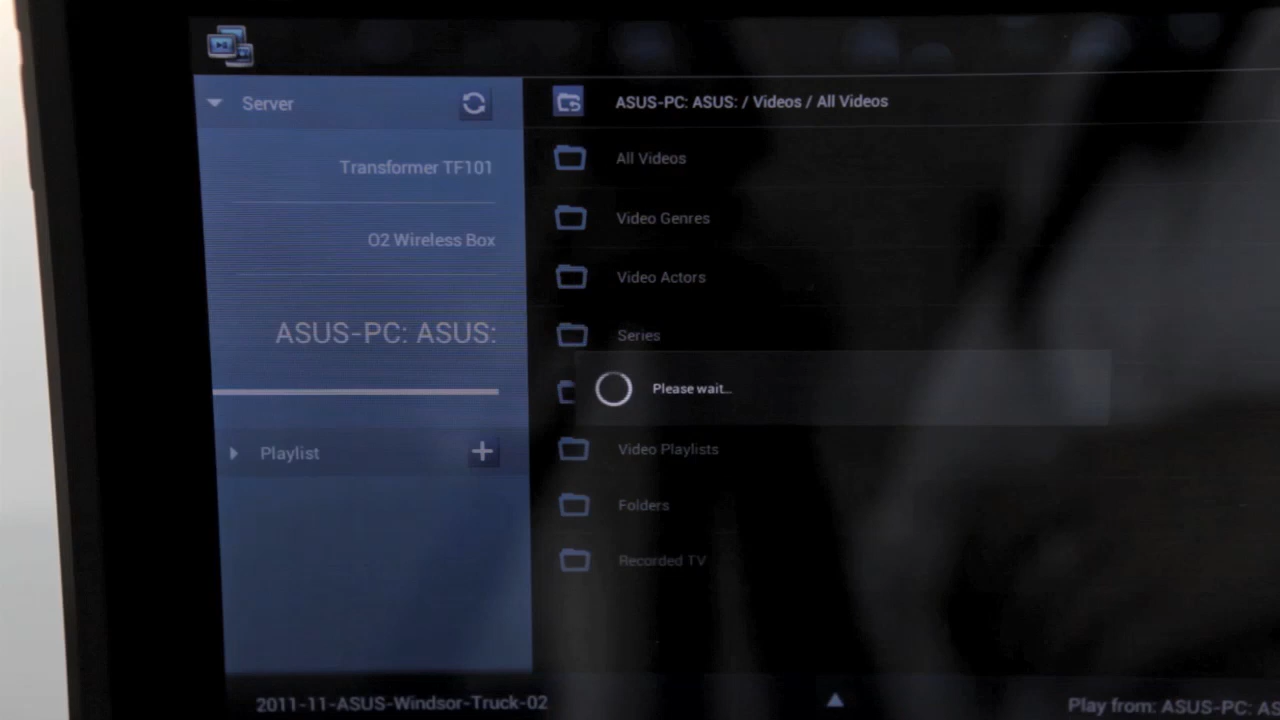 Server
Transformer TF101
O2 Wireless Box
ASUS-PC: ASUS:
Playlist
ASUS-PC: ASUS: / Videos / All Videos
All Videos
Video Genres
Video Actors
Series
Please wait...
Video Playlists
Folders
Recorded TV
2011-11-ASUS-Windsor-Truck-02
Play from: ASUS-PC: AS